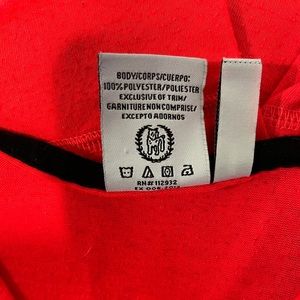 BODY/CORPS/CUERPO:
100%POLYESTER/POLIESTER
EXCLUSIVE OF TRIM/
GARNITURE NON COMPRISE/
EXCEPTO ADORNOS
RN# 112932